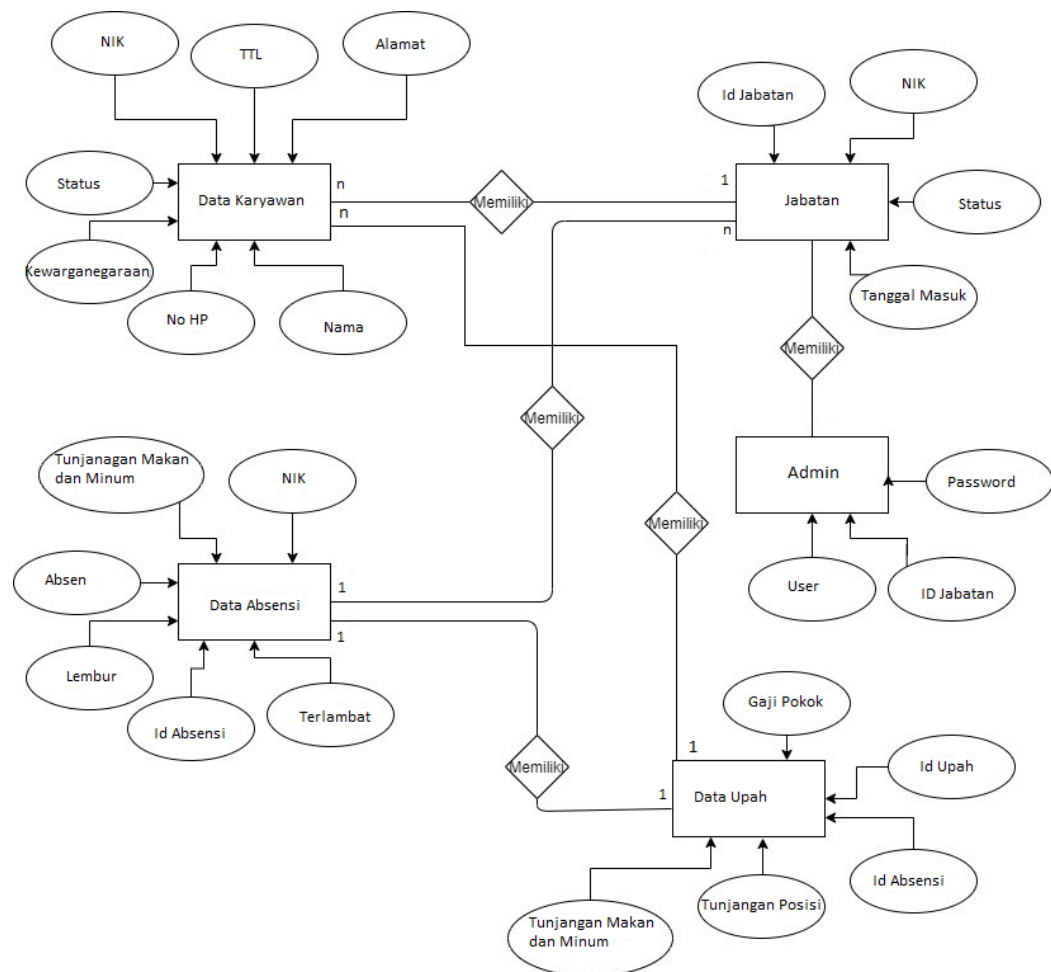 NIK
TTL
Alamat
Id Jabatan
NIK
Status
Data Karyawan
n
n
Memiliki
1
n
Jabatan
Status
Kewarganegaraan
No HP
Nama
Tanggal Masuk
Memiliki
Memiliki
Tunjanagan Makan
dan Minum
NIK
Admin
Password
Memiliki
Absen
Data Absensi
1
1
User
ID Jabatan
Lembur
Id Absensi
Terlambat
Gaji Pokok
Memiliki
1
1
Data Upah
Id Upah
Id Absensi
Tunjangan Makan
dan Minum
Tunjangan Posisi